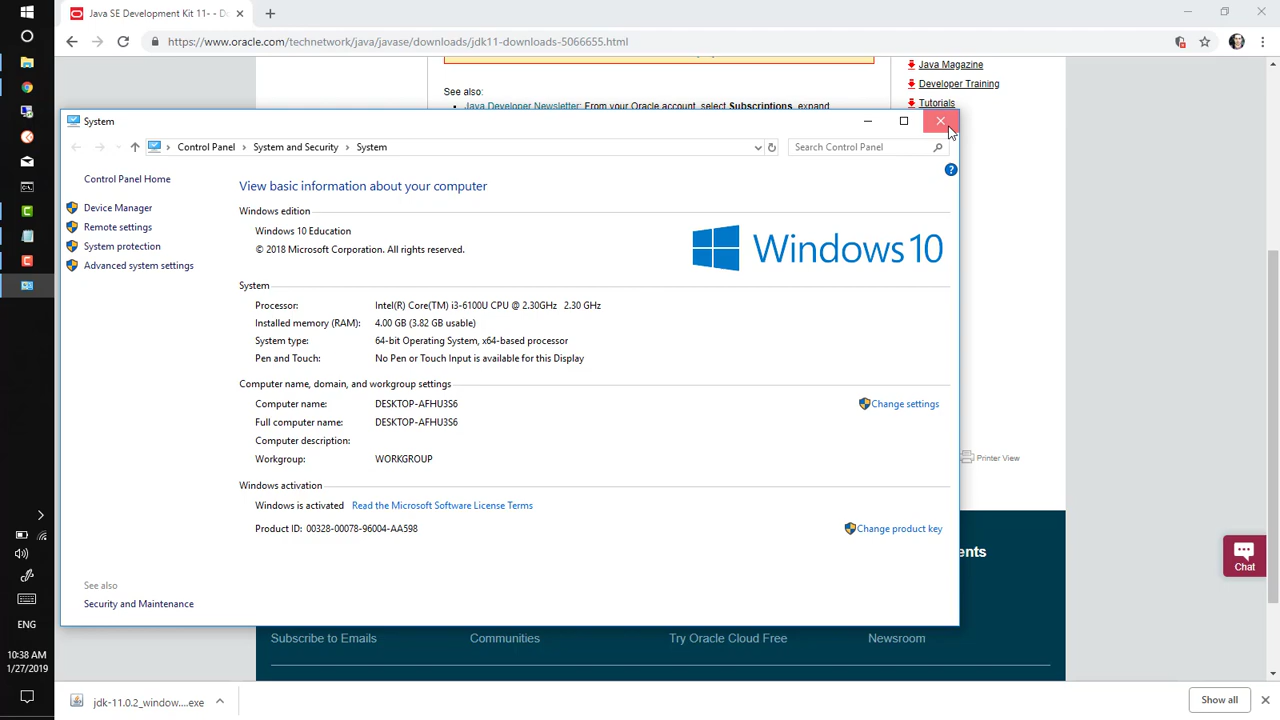 Java SE Development Kit 11- - Do
https://www.oracle.com/technetwork/java/javase/downloads/jdk11-downloads-5066655.html
Java Magazine
See also:
Developer Training
Java Developer Newsletter: From your Oracle account, select Subscriptions, expand
Tutorials
System
Control Panel
System and Security
System
Search Control Panel
Control Panel Home
Device Manager
Remote settings
System protection
Advanced system settings
View basic information about your computer
Windows edition
Windows 10 Education
© 2018 Microsoft Corporation. All rights reserved.
Windows 10
System
Processor: Intel(R) Core(TM) i3-6100U CPU @ 2.30GHz 2.30 GHz
Installed memory (RAM): 4.00 GB (3.82 GB usable)
System type: 64-bit Operating System, x64-based processor
Pen and Touch: No Pen or Touch Input is available for this Display
Computer name, domain, and workgroup settings
Computer name: DESKTOP-AFHU3S6
Change settings
Full computer name: DESKTOP-AFHU3S6
Computer description:
Workgroup: WORKGROUP
Windows activation
Windows is activated Read the Microsoft Software License Terms
Product ID: 00328-00078-96004-AA598
Change product key
See also
Security and Maintenance
Printer View
ents
Chat
Subscribe to Emails
Communities
Try Oracle Cloud Free
Newsroom
ENG
10:38 AM
1/27/2019
jdk-11.0.2_window....exe
Show all